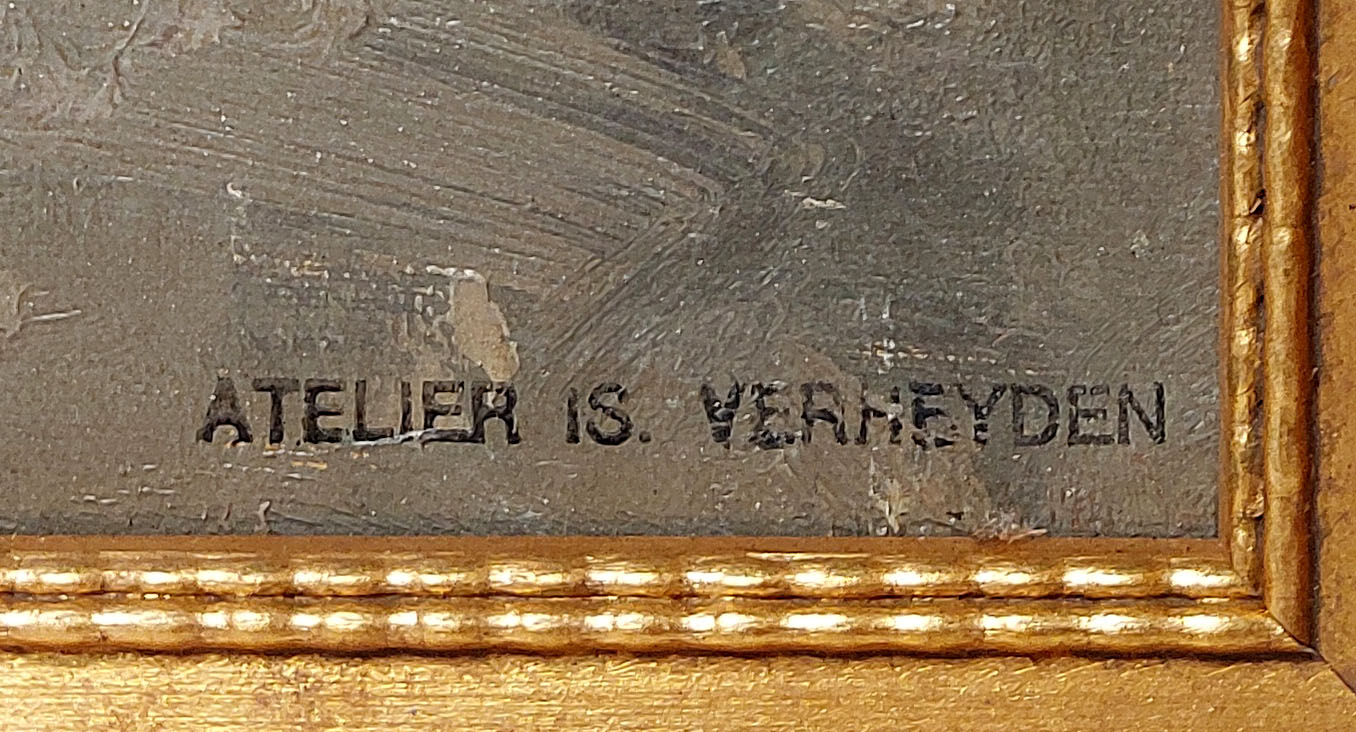 ATELIER IS. VERHEYDEN